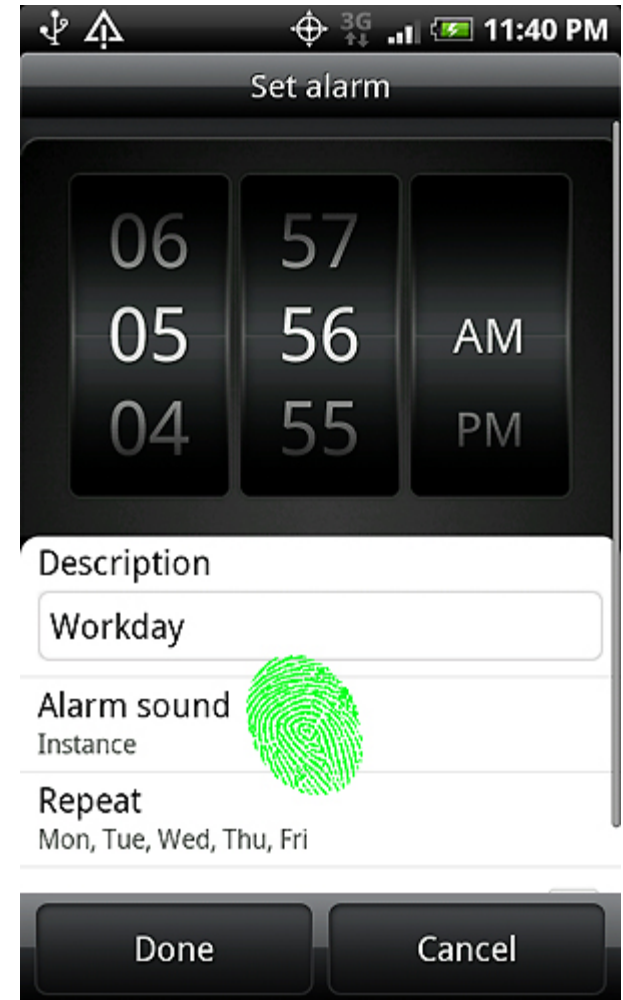 3G 11:40 PM
Set alarm
06 57
05 56 AM
04 55 PM
Description
Workday
Alarm sound
Instance
Repeat
Mon, Tue, Wed, Thu, Fri
Done Cancel